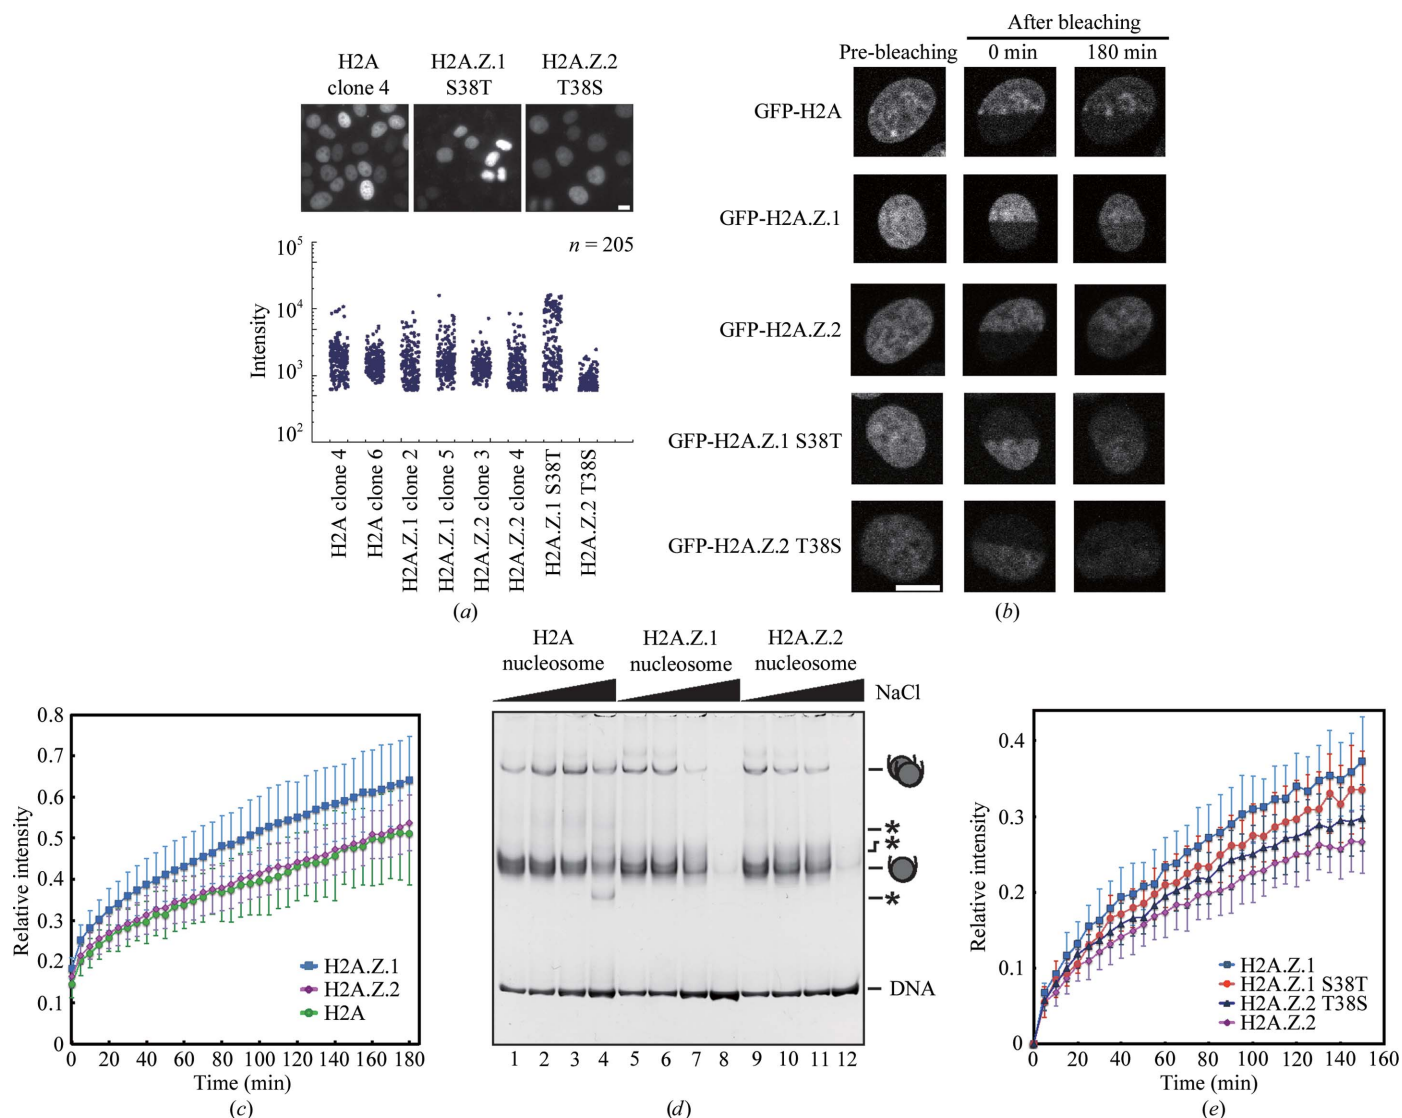 H2A
clone 4
H2A.Z.1
S38T
H2A.Z.2
T38S
10^5
10^4
10^3
10^2
Intensity
n = 205
H2A clone 4
H2A clone 6
H2A.Z.1 clone 2
H2A.Z.1 clone 5
H2A.Z.2 clone 3
H2A.Z.2 clone 4
H2A.Z.1 S38T
H2A.Z.2 T38S
(a)
After bleaching
Pre-bleaching 0 min 180 min
GFP-H2A
GFP-H2A.Z.1
GFP-H2A.Z.2
GFP-H2A.Z.1 S38T
GFP-H2A.Z.2 T38S
(b)
0.8
0.7
0.6
0.5
0.4
0.3
0.2
0.1
0
Relative intensity
H2A.Z.1
H2A.Z.2
H2A
0 20 40 60 80 100 120 140 160 180
Time (min)
(c)
H2A
nucleosome
H2A.Z.1
nucleosome
H2A.Z.2
nucleosome
NaCl
*
*
*
DNA
1 2 3 4 5 6 7 8 9 10 11 12
(d)
0.4
0.3
0.2
0.1
0
Relative intensity
H2A.Z.1
H2A.Z.1 S38T
H2A.Z.2 T38S
H2A.Z.2
0 20 40 60 80 100 120 140 160
Time (min)
(e)